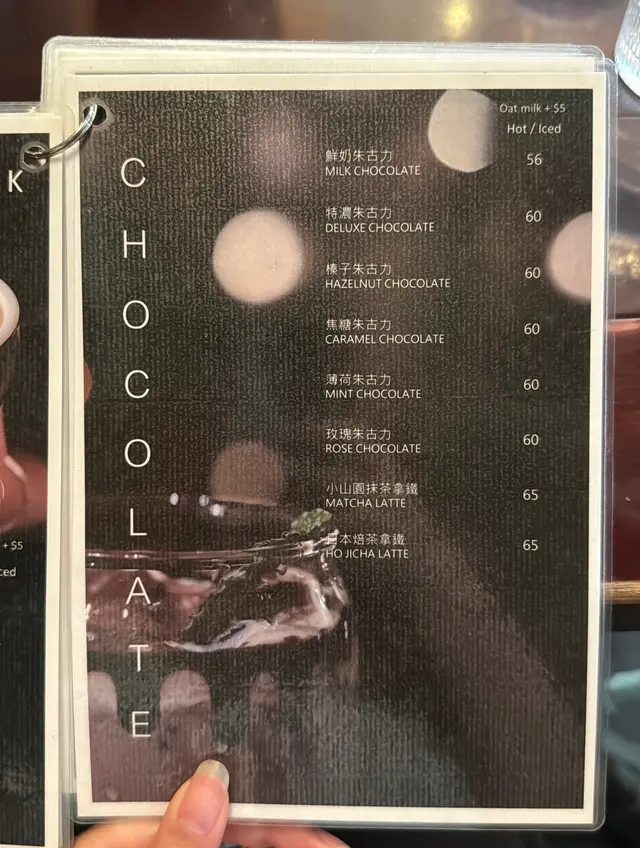 K
+ $5
ced
CHOCOLATE
Oat milk + $5
Hot / Iced
鮮奶朱古力 56
MILK CHOCOLATE
特濃朱古力 60
DELUXE CHOCOLATE
榛子朱古力 60
HAZELNUT CHOCOLATE
焦糖朱古力 60
CARAMEL CHOCOLATE
薄荷朱古力 60
MINT CHOCOLATE
玫瑰朱古力 60
ROSE CHOCOLATE
小山園抹茶拿鐵 65
MATCHA LATTE
日本焙茶拿鐵 65
HO JICHA LATTE